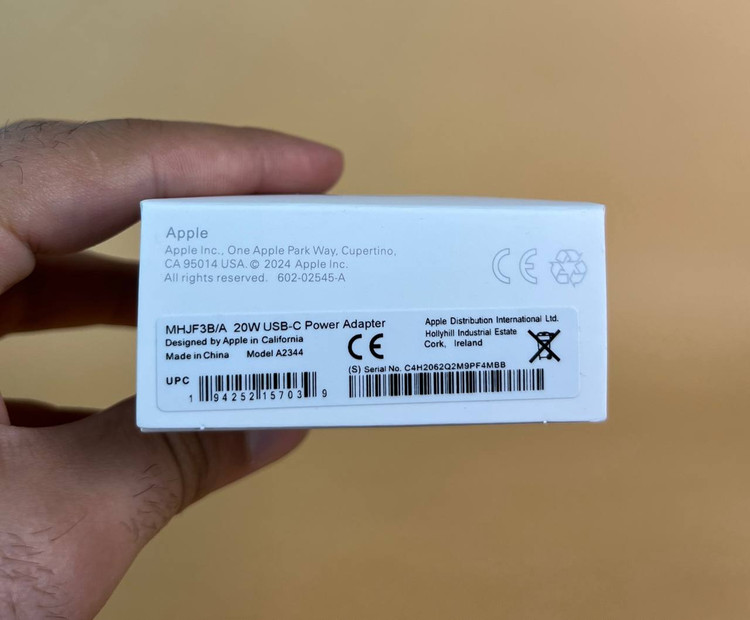 Apple
Apple Inc., One Apple Park Way, Cupertino,
CA 95014 USA. © 2024 Apple Inc.
All rights reserved. 602-02545-A
CE
MHJF3B/A 20W USB-C Power Adapter
Designed by Apple in California
Made in China Model A2344
CE
Apple Distribution International Ltd.
Hollyhill Industrial Estate
Cork, Ireland
UPC
1 94252 15703 9
(S) Serial No. C4H2062Q2M9PF4MBB